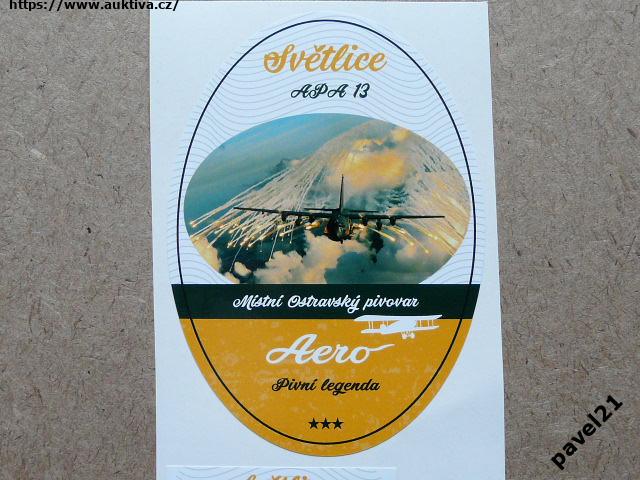 https://www.auktiva.cz/
Světlice
APA 13
Místní Ostravský pivovar
Aero
Pivní legenda
pavel21